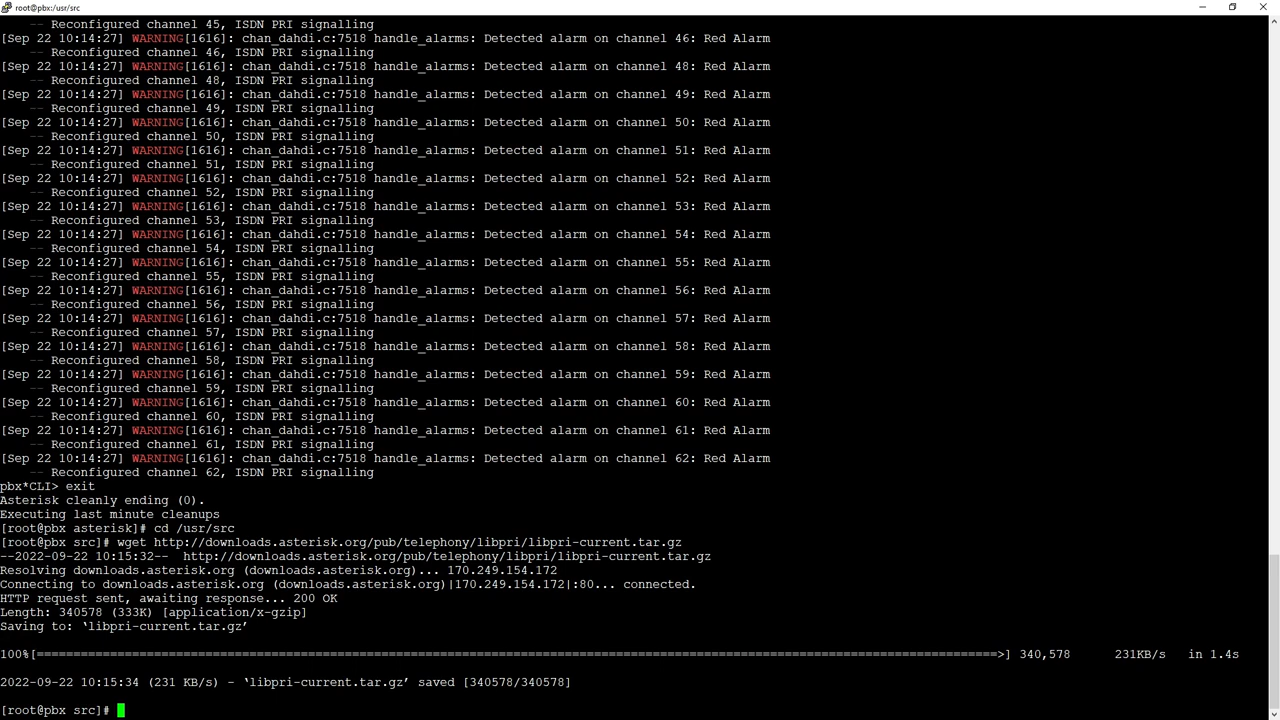 root@pbx:/usr/src
-- Reconfigured channel 45, ISDN PRI signalling
[Sep 22 10:14:27] WARNING[1616]: chan_dahdi.c:7518 handle_alarms: Detected alarm on channel 46: Red Alarm
-- Reconfigured channel 46, ISDN PRI signalling
[Sep 22 10:14:27] WARNING[1616]: chan_dahdi.c:7518 handle_alarms: Detected alarm on channel 48: Red Alarm
-- Reconfigured channel 48, ISDN PRI signalling
[Sep 22 10:14:27] WARNING[1616]: chan_dahdi.c:7518 handle_alarms: Detected alarm on channel 49: Red Alarm
-- Reconfigured channel 49, ISDN PRI signalling
[Sep 22 10:14:27] WARNING[1616]: chan_dahdi.c:7518 handle_alarms: Detected alarm on channel 50: Red Alarm
-- Reconfigured channel 50, ISDN PRI signalling
[Sep 22 10:14:27] WARNING[1616]: chan_dahdi.c:7518 handle_alarms: Detected alarm on channel 51: Red Alarm
-- Reconfigured channel 51, ISDN PRI signalling
[Sep 22 10:14:27] WARNING[1616]: chan_dahdi.c:7518 handle_alarms: Detected alarm on channel 52: Red Alarm
-- Reconfigured channel 52, ISDN PRI signalling
[Sep 22 10:14:27] WARNING[1616]: chan_dahdi.c:7518 handle_alarms: Detected alarm on channel 53: Red Alarm
-- Reconfigured channel 53, ISDN PRI signalling
[Sep 22 10:14:27] WARNING[1616]: chan_dahdi.c:7518 handle_alarms: Detected alarm on channel 54: Red Alarm
-- Reconfigured channel 54, ISDN PRI signalling
[Sep 22 10:14:27] WARNING[1616]: chan_dahdi.c:7518 handle_alarms: Detected alarm on channel 55: Red Alarm
-- Reconfigured channel 55, ISDN PRI signalling
[Sep 22 10:14:27] WARNING[1616]: chan_dahdi.c:7518 handle_alarms: Detected alarm on channel 56: Red Alarm
-- Reconfigured channel 56, ISDN PRI signalling
[Sep 22 10:14:27] WARNING[1616]: chan_dahdi.c:7518 handle_alarms: Detected alarm on channel 57: Red Alarm
-- Reconfigured channel 57, ISDN PRI signalling
[Sep 22 10:14:27] WARNING[1616]: chan_dahdi.c:7518 handle_alarms: Detected alarm on channel 58: Red Alarm
-- Reconfigured channel 58, ISDN PRI signalling
[Sep 22 10:14:27] WARNING[1616]: chan_dahdi.c:7518 handle_alarms: Detected alarm on channel 59: Red Alarm
-- Reconfigured channel 59, ISDN PRI signalling
[Sep 22 10:14:27] WARNING[1616]: chan_dahdi.c:7518 handle_alarms: Detected alarm on channel 60: Red Alarm
-- Reconfigured channel 60, ISDN PRI signalling
[Sep 22 10:14:27] WARNING[1616]: chan_dahdi.c:7518 handle_alarms: Detected alarm on channel 61: Red Alarm
-- Reconfigured channel 61, ISDN PRI signalling
[Sep 22 10:14:27] WARNING[1616]: chan_dahdi.c:7518 handle_alarms: Detected alarm on channel 62: Red Alarm
-- Reconfigured channel 62, ISDN PRI signalling
pbx*CLI> exit
Asterisk cleanly ending (0).
Executing last minute cleanups
[root@pbx asterisk]# cd /usr/src
[root@pbx src]# wget http://downloads.asterisk.org/pub/telephony/libpri/libpri-current.tar.gz
--2022-09-22 10:15:32--  http://downloads.asterisk.org/pub/telephony/libpri/libpri-current.tar.gz
Resolving downloads.asterisk.org (downloads.asterisk.org)... 170.249.154.172
Connecting to downloads.asterisk.org (downloads.asterisk.org)|170.249.154.172|:80... connected.
HTTP request sent, awaiting response... 200 OK
Length: 340578 (333K) [application/x-gzip]
Saving to: ‘libpri-current.tar.gz’
100%[===================================================================================================================================>] 340,578      231KB/s   in 1.4s
2022-09-22 10:15:34 (231 KB/s) - ‘libpri-current.tar.gz’ saved [340578/340578]
[root@pbx src]#